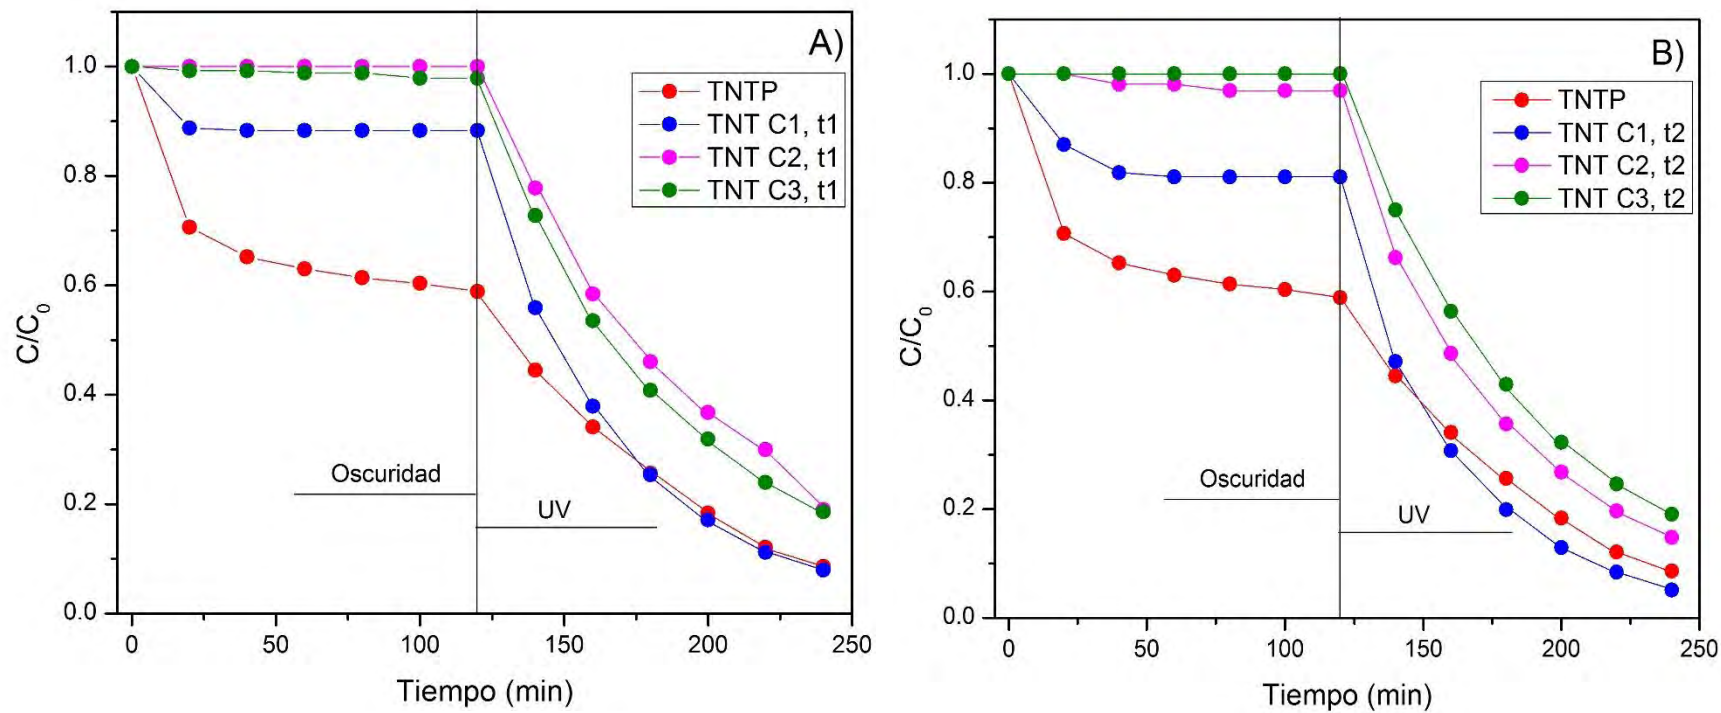 A)
TNTP
TNT C1, t1
TNT C2, t1
TNT C3, t1
1.0
0.8
0.6
0.4
0.2
0.0
C/C0
Oscuridad
UV
0
50
100
150
200
250
Tiempo (min)
B)
TNTP
TNT C1, t2
TNT C2, t2
TNT C3, t2
1.0
0.8
0.6
0.4
0.2
0.0
C/C0
Oscuridad
UV
0
50
100
150
200
250
Tiempo (min)